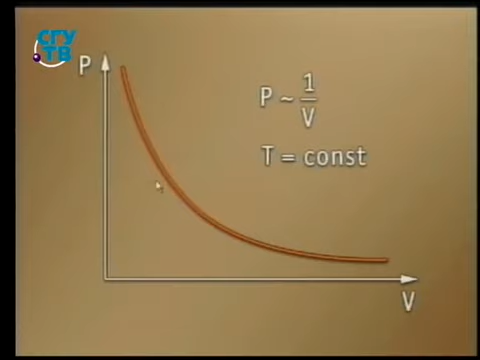 СГУ
ТВ
P
P ~ 1/V
T = const
V